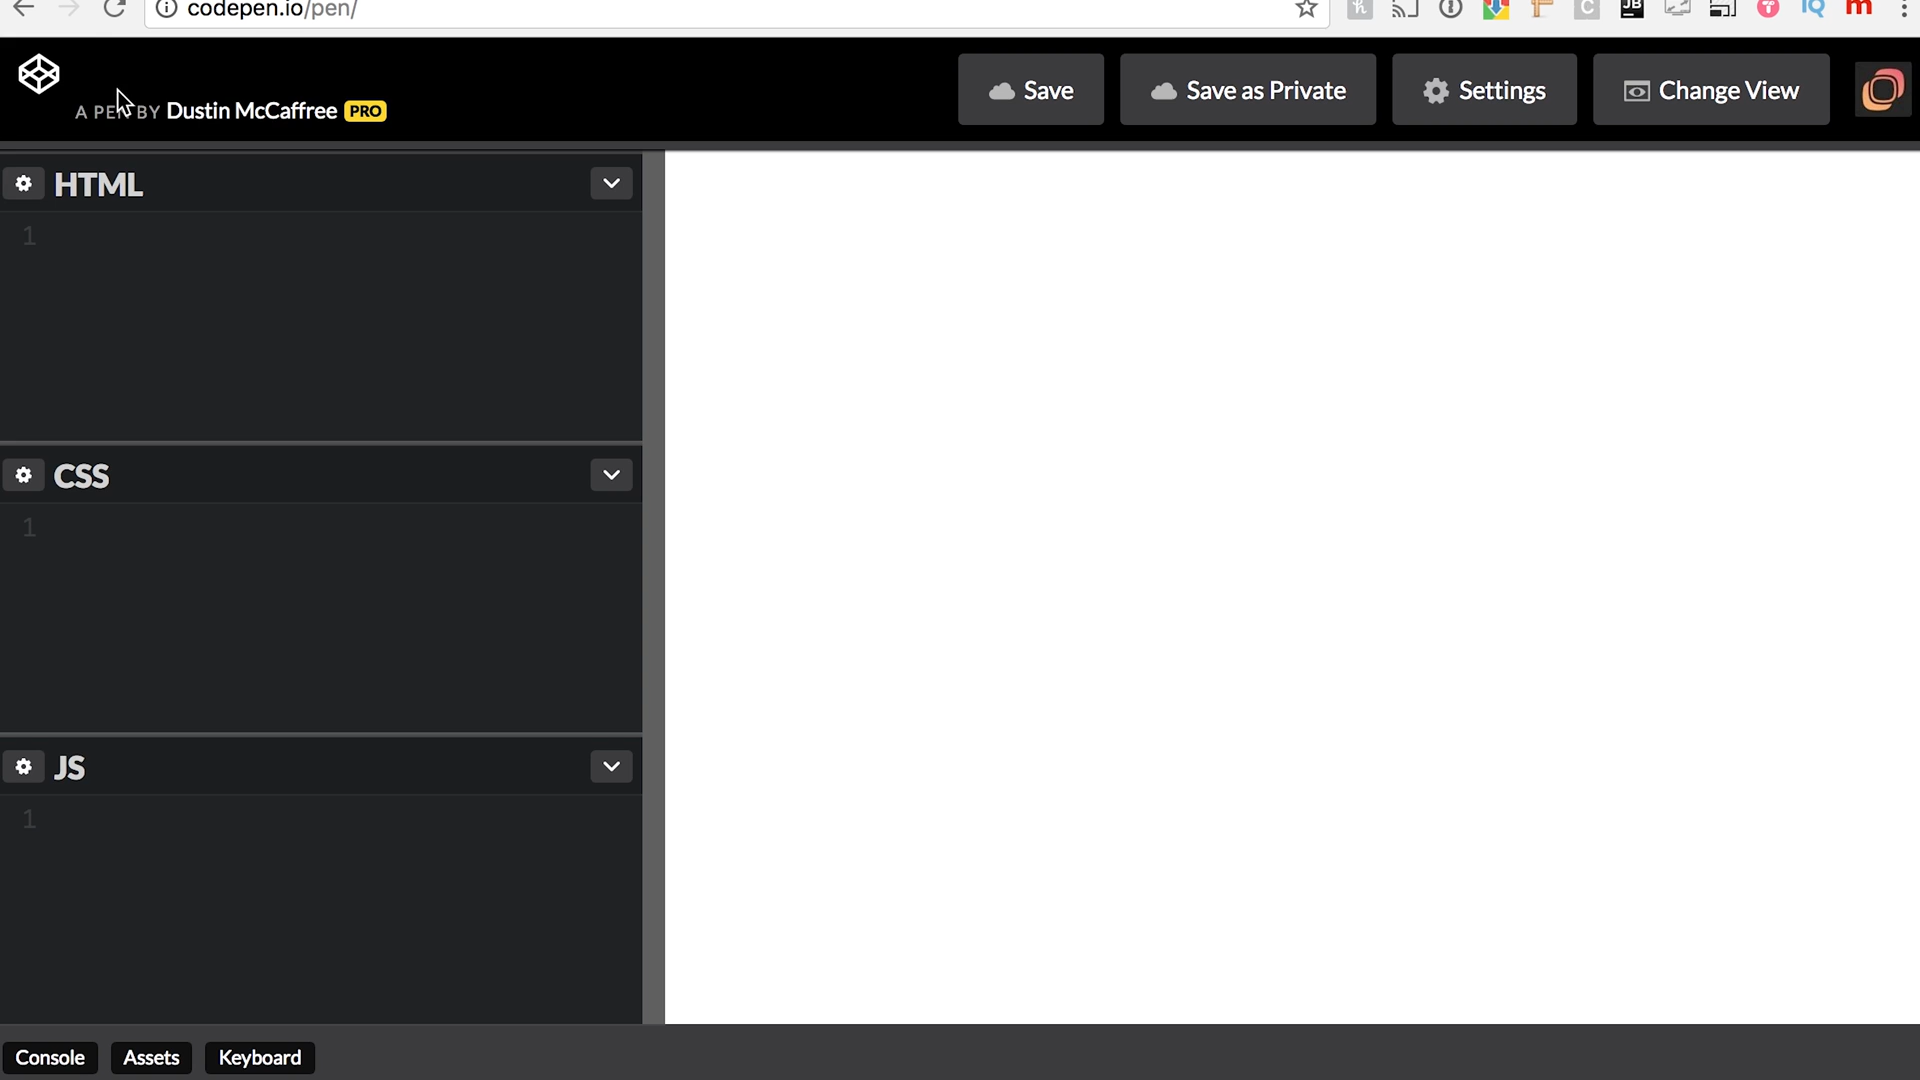 codepen.io/pen/
A PEN BY Dustin McCaffree PRO
Save
Save as Private
Settings
Change View
HTML
1
CSS
1
JS
1
Console
Assets
Keyboard